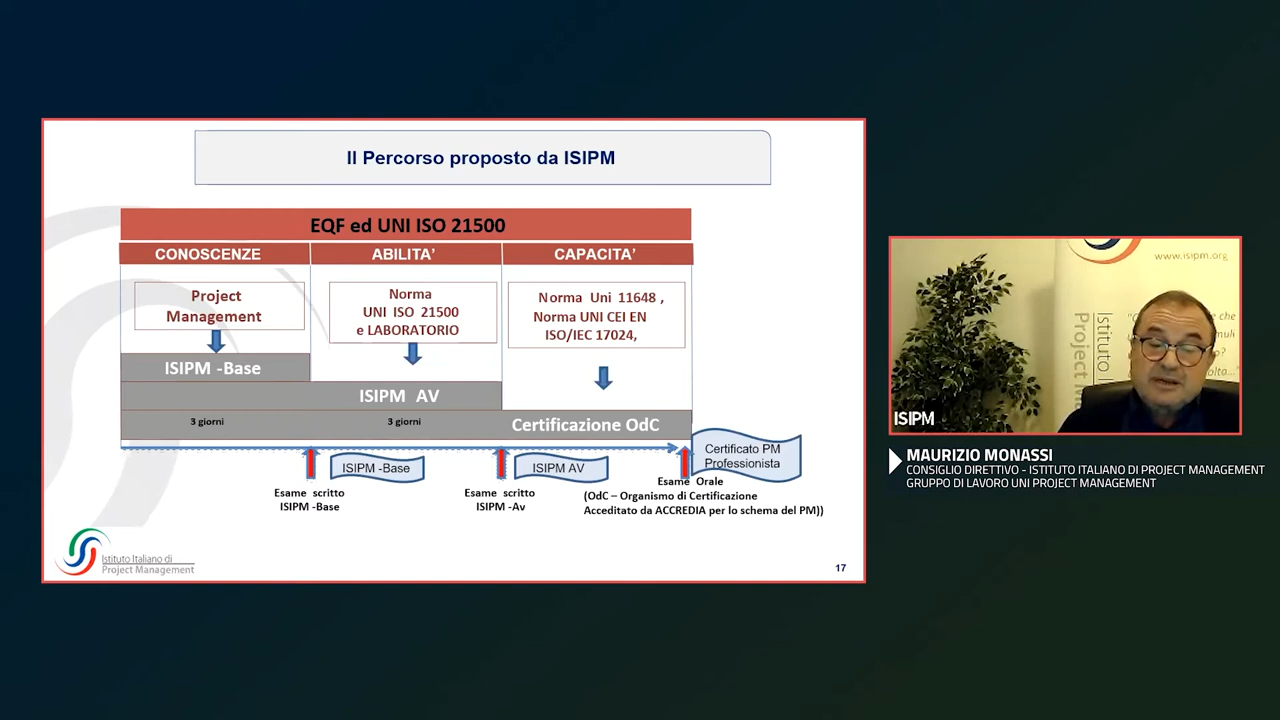 Il Percorso proposto da ISIPM
EQF ed UNI ISO 21500
CONOSCENZE
ABILITA'
CAPACITA'
Project
Management
Norma
UNI ISO 21500
e LABORATORIO
Norma Uni 11648 ,
Norma UNI CEI EN
ISO/IEC 17024,
ISIPM -Base
ISIPM AV
3 giorni
3 giorni
Certificazione OdC
ISIPM -Base
ISIPM AV
Certificato PM
Professionista
Esame scritto
ISIPM -Base
Esame scritto
ISIPM -Av
Esame Orale
(OdC – Organismo di Certificazione
Acceditato da ACCREDIA per lo schema del PM))
Istituto Italiano di
Project Management
17
www.isipm.org
Istituto
Project
che
ISIPM
MAURIZIO MONASSI
CONSIGLIO DIRETTIVO - ISTITUTO ITALIANO DI PROJECT MANAGEMENT
GRUPPO DI LAVORO UNI PROJECT MANAGEMENT